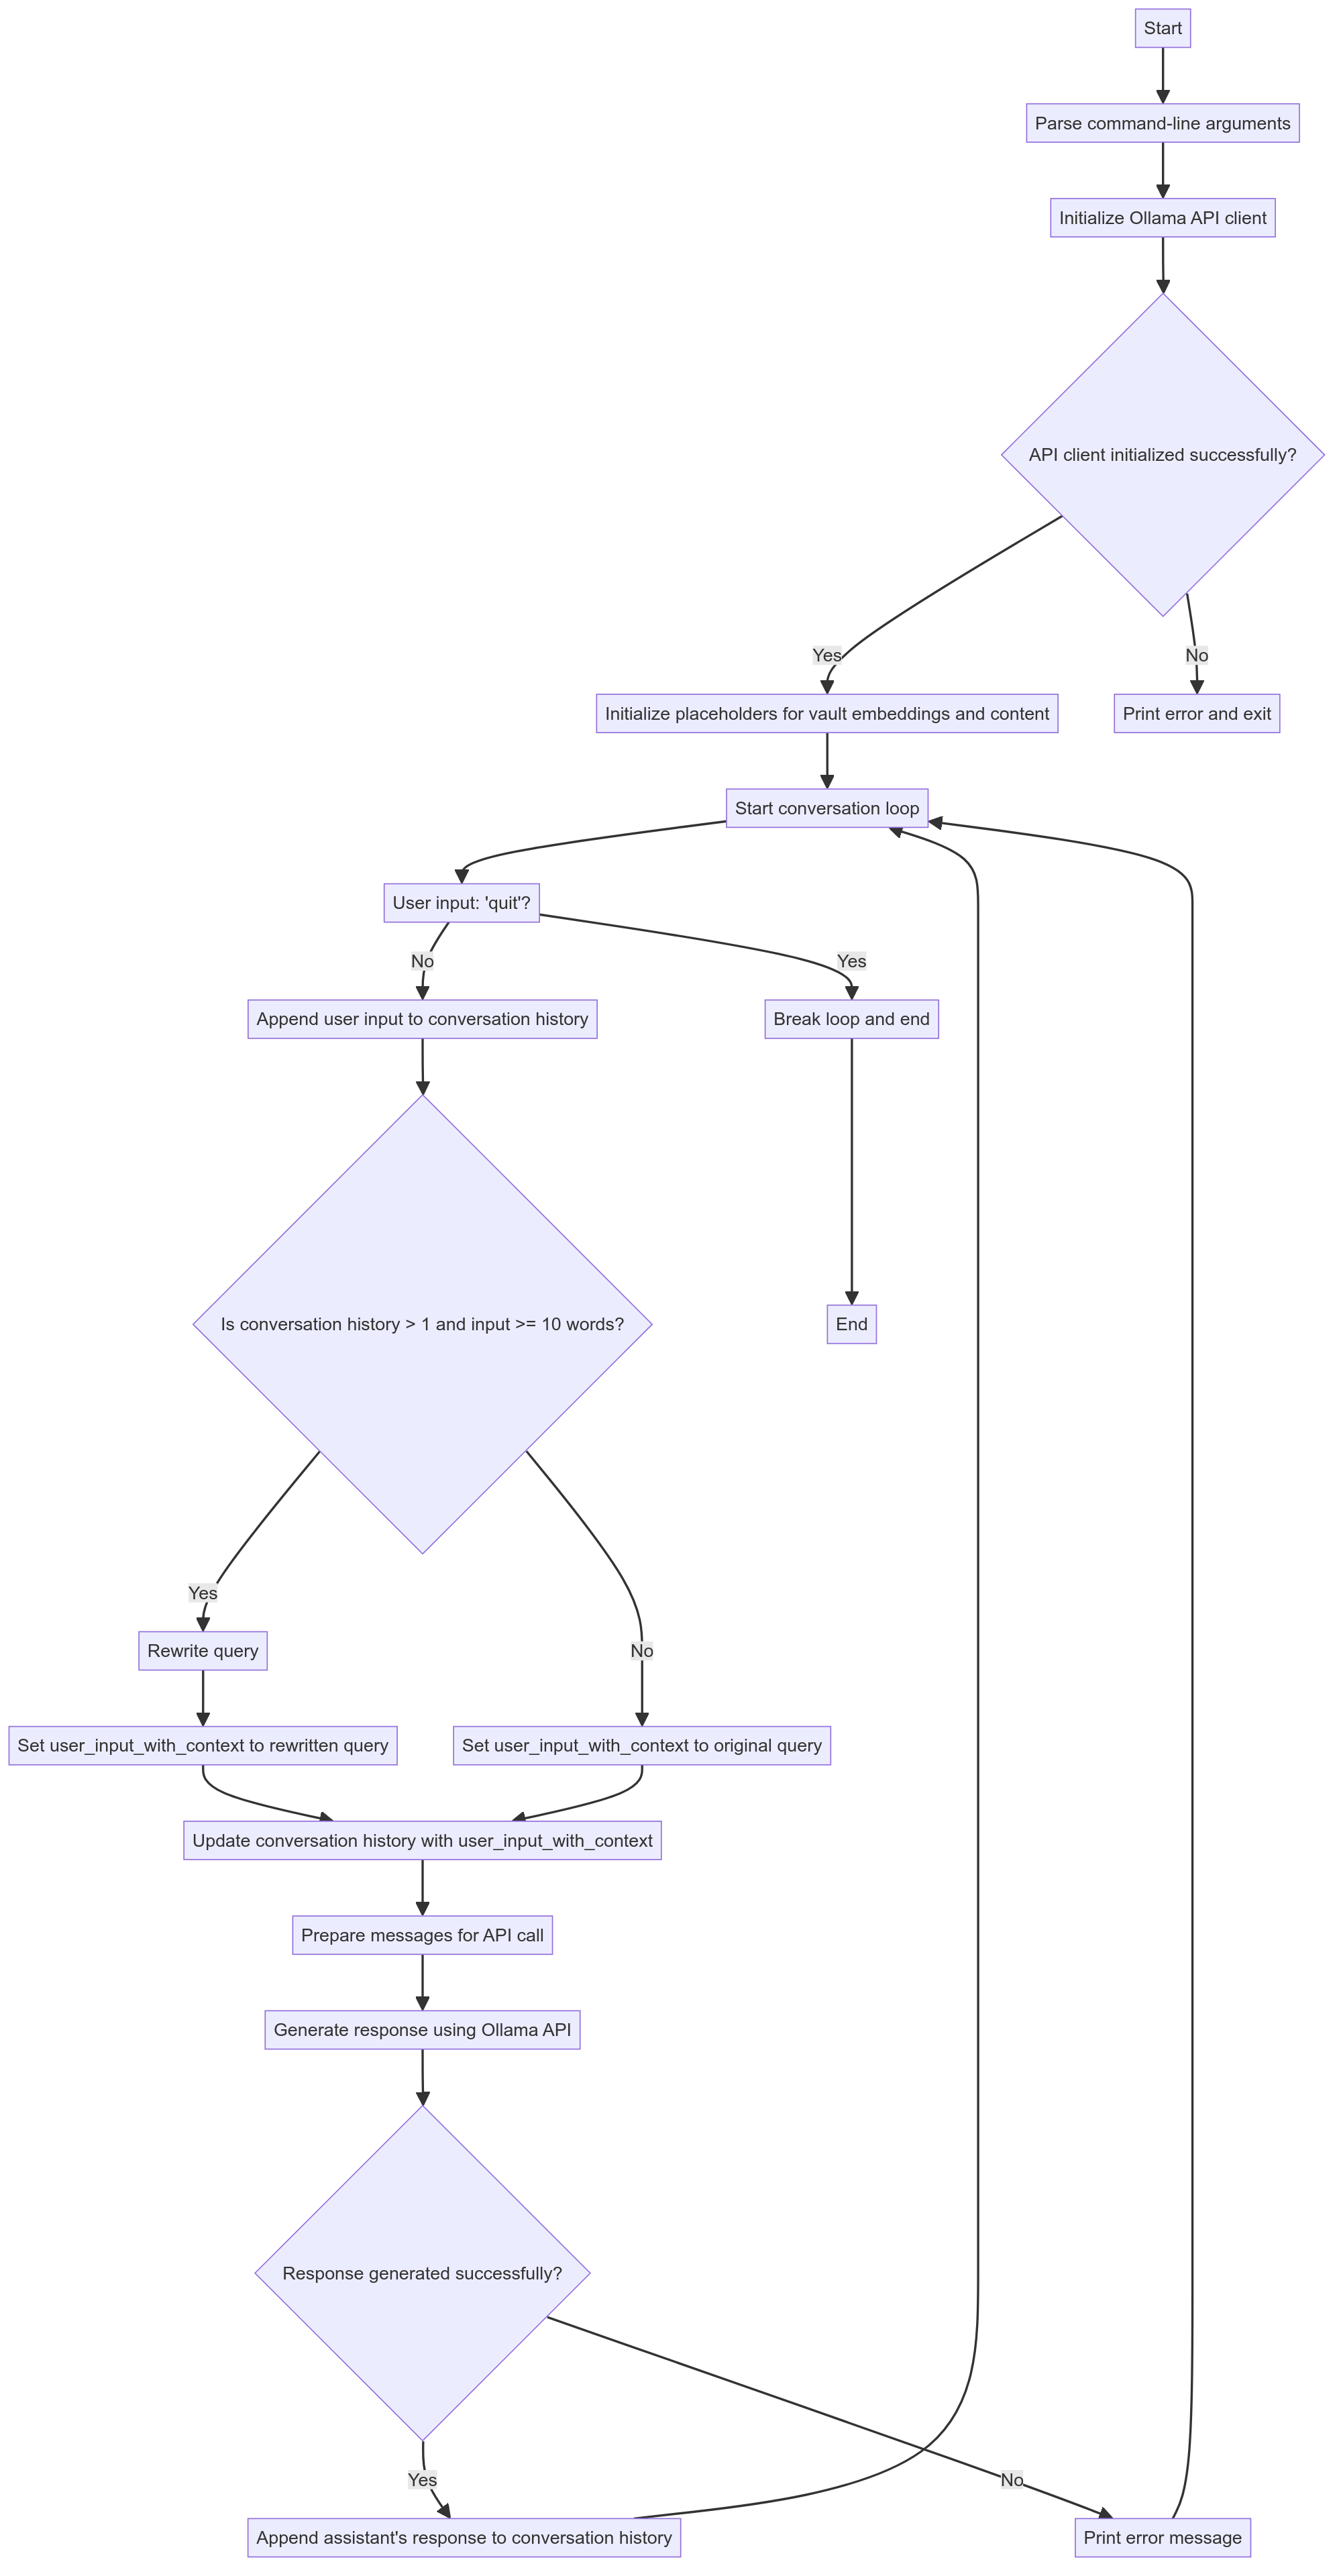 Start
Parse command-line arguments
Initialize Ollama API client
API client initialized successfully?
Yes
No
Initialize placeholders for vault embeddings and content
Print error and exit
Start conversation loop
User input: 'quit'?
No
Yes
Append user input to conversation history
Break loop and end
Is conversation history > 1 and input >= 10 words?
End
Yes
Rewrite query
No
Set user_input_with_context to rewritten query
Set user_input_with_context to original query
Update conversation history with user_input_with_context
Prepare messages for API call
Generate response using Ollama API
Response generated successfully?
Yes
No
Append assistant's response to conversation history
Print error message